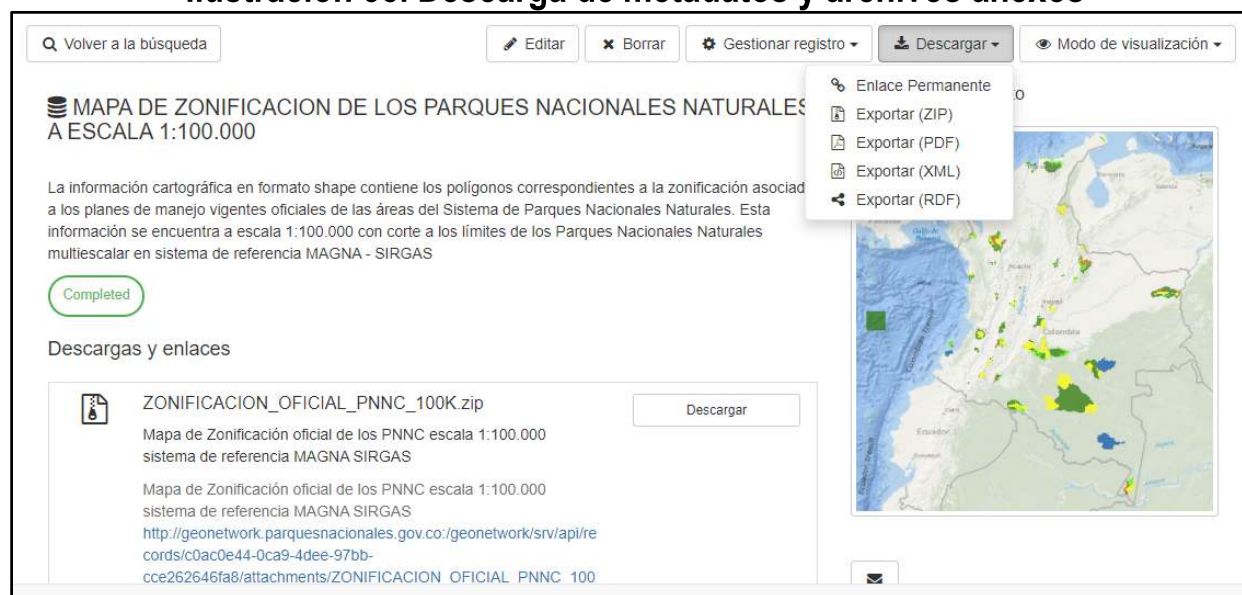 Volver a la búsqueda
Editar
Borrar
Gestionar registro
Descargar
Modo de visualización
Enlace Permanente
Exportar (ZIP)
Exportar (PDF)
Exportar (XML)
Exportar (RDF)
MAPA DE ZONIFICACION DE LOS PARQUES NACIONALES NATURALES
A ESCALA 1:100.000
La información cartográfica en formato shape contiene los polígonos correspondientes a la zonificación asociad
a los planes de manejo vigentes oficiales de las áreas del Sistema de Parques Nacionales Naturales. Esta
información se encuentra a escala 1:100.000 con corte a los límites de los Parques Nacionales Naturales
multiescalar en sistema de referencia MAGNA - SIRGAS
Completed
Descargas y enlaces
ZONIFICACION_OFICIAL_PNNC_100K.zip
Descargar
Mapa de Zonificación oficial de los PNNC escala 1:100.000
sistema de referencia MAGNA SIRGAS
Mapa de Zonificación oficial de los PNNC escala 1:100.000
sistema de referencia MAGNA SIRGAS
http://geonetwork.parquesnacionales.gov.co:/geonetwork/srv/api/re
cords/c0ac0e44-0ca9-4dee-97bb-
cce262646fa8/attachments/ZONIFICACION_OFICIAL_PNNC_100
Colombia
Ecuador